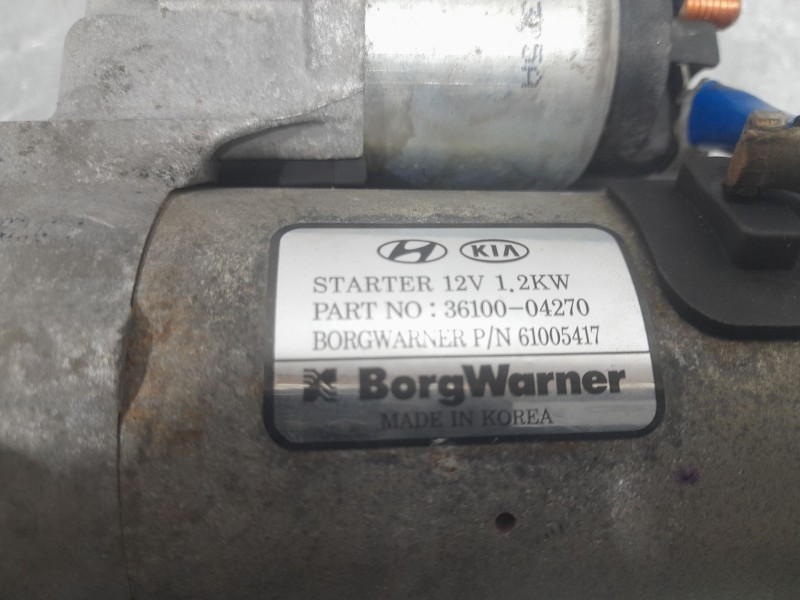 KIA
STARTER 12V 1.2KW
PART NO : 36100-04270
BORGWARNER P/N 61005417
BorgWarner
MADE IN KOREA